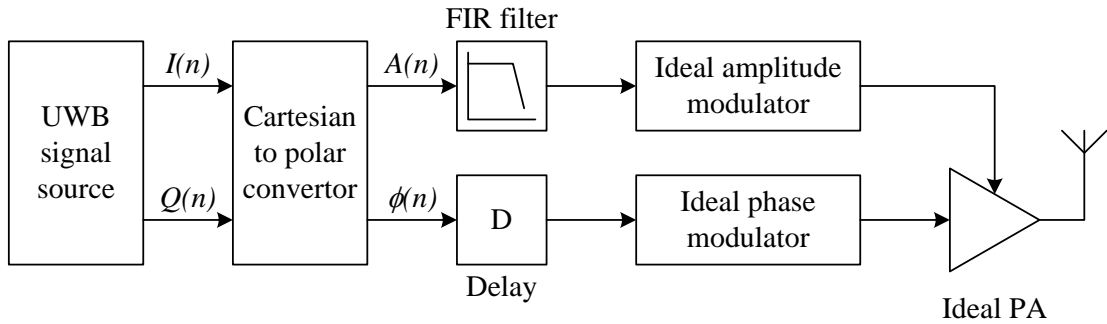 FIR filter
UWB
signal
source
I(n)
Q(n)
Cartesian
to polar
convertor
A(n)
ϕ(n)
D
Delay
Ideal amplitude
modulator
Ideal phase
modulator
Ideal PA